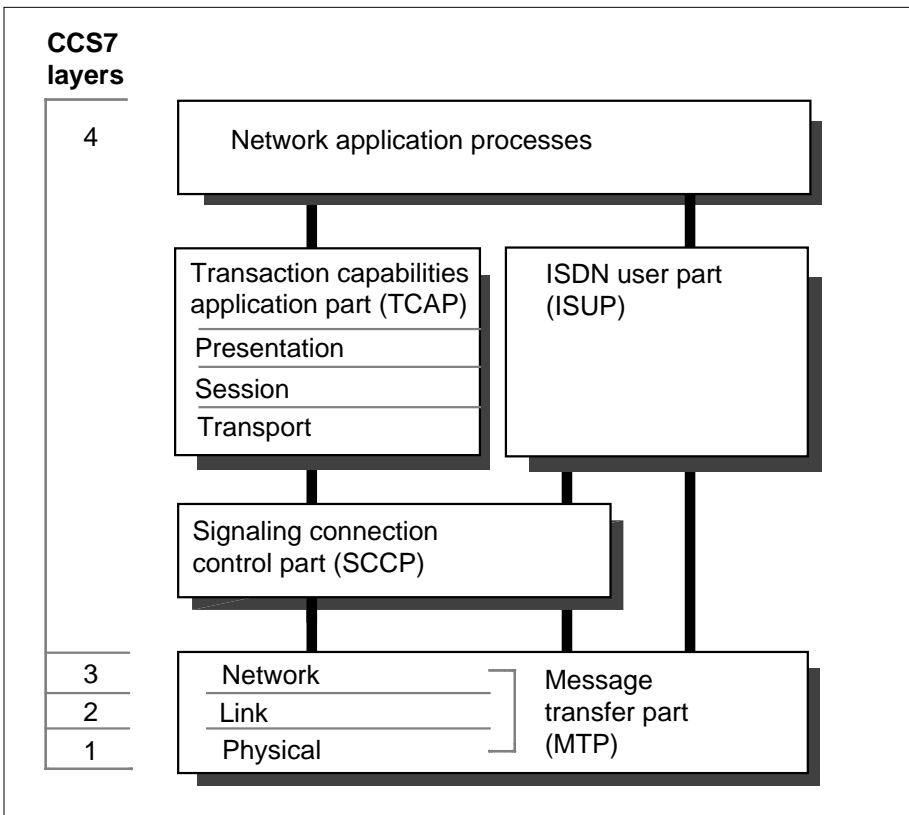 CCS7
layers
4
Network application processes
Transaction capabilities
application part (TCAP)
Presentation
Session
Transport
ISDN user part
(ISUP)
Signaling connection
control part (SCCP)
3
Network
2
Link
1
Physical
Message
transfer part
(MTP)